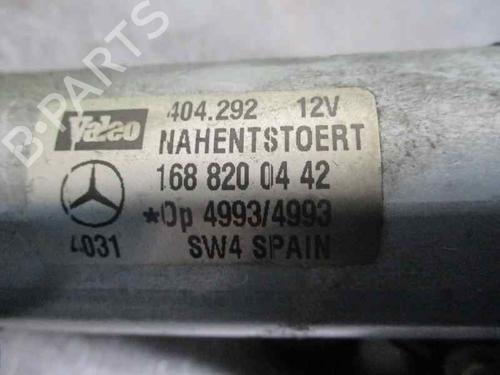 B-PARTS
Valeo 404.292 12V
NAHENTSTOERT
168 820 04 42
*Op 4993/4993
4031 SW4 SPAIN